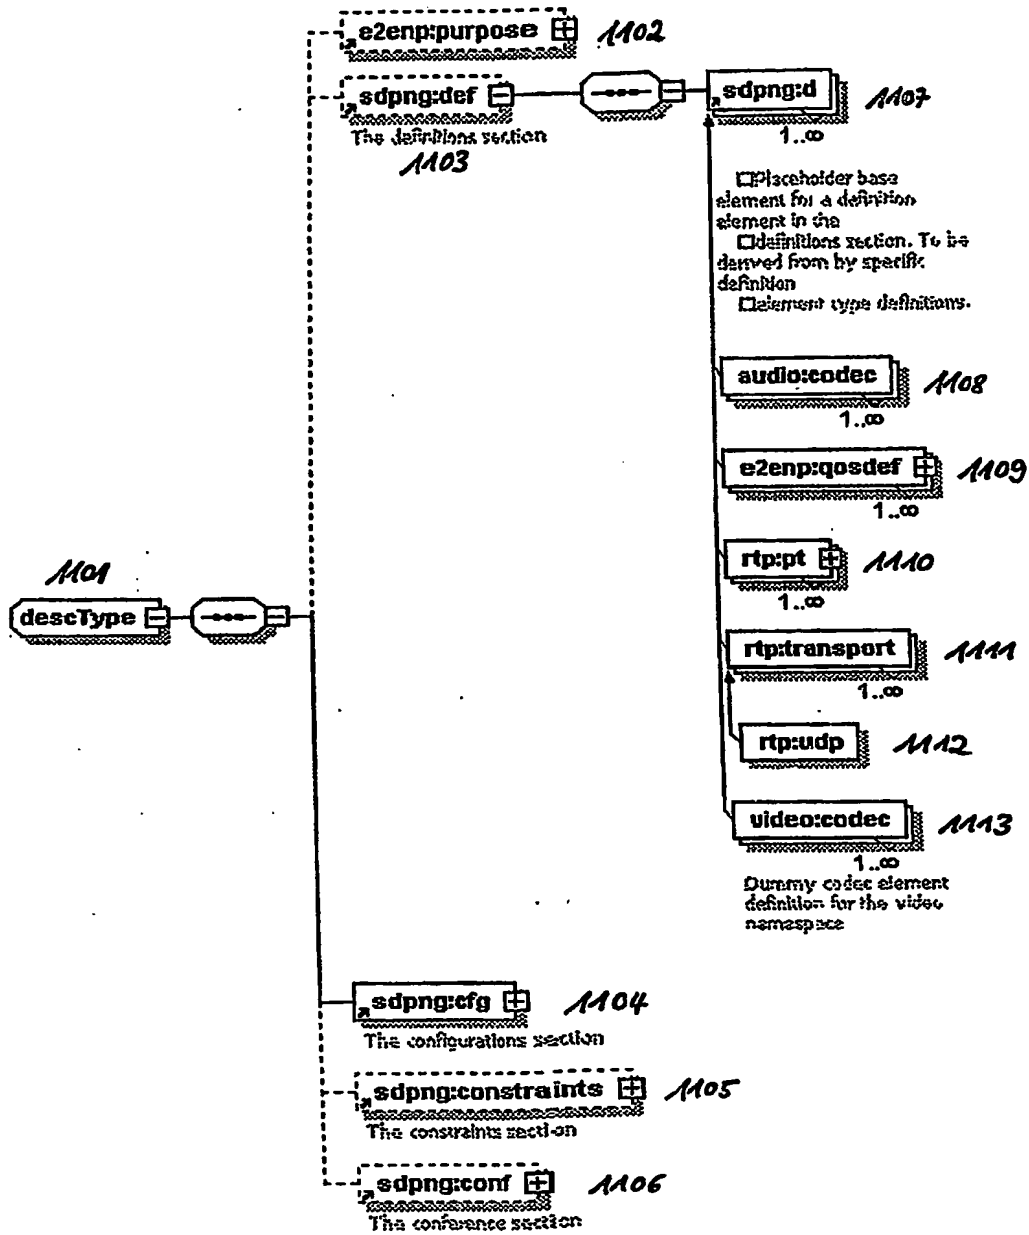 e2enp:purpose 1102
sdpng:def
sdpng:d 1107
The definitions section
1103
1..∞
Placeholder base
element for a definition
element in the
definitions section. To be
derived from by specific
definition
element type definitions.
audio:codec 1108
1..∞
e2enp:qosdef 1109
1..∞
rtp:pt 1110
1..∞
1101
descType
rtp:transport 1111
1..∞
rtp:udp 1112
video:codec 1113
1..∞
Dummy codec element
definition for the video
namespace
sdpng:cfg 1104
The configurations section
sdpng:constraints 1105
The constraints section
sdpng:conf 1106
The conference section